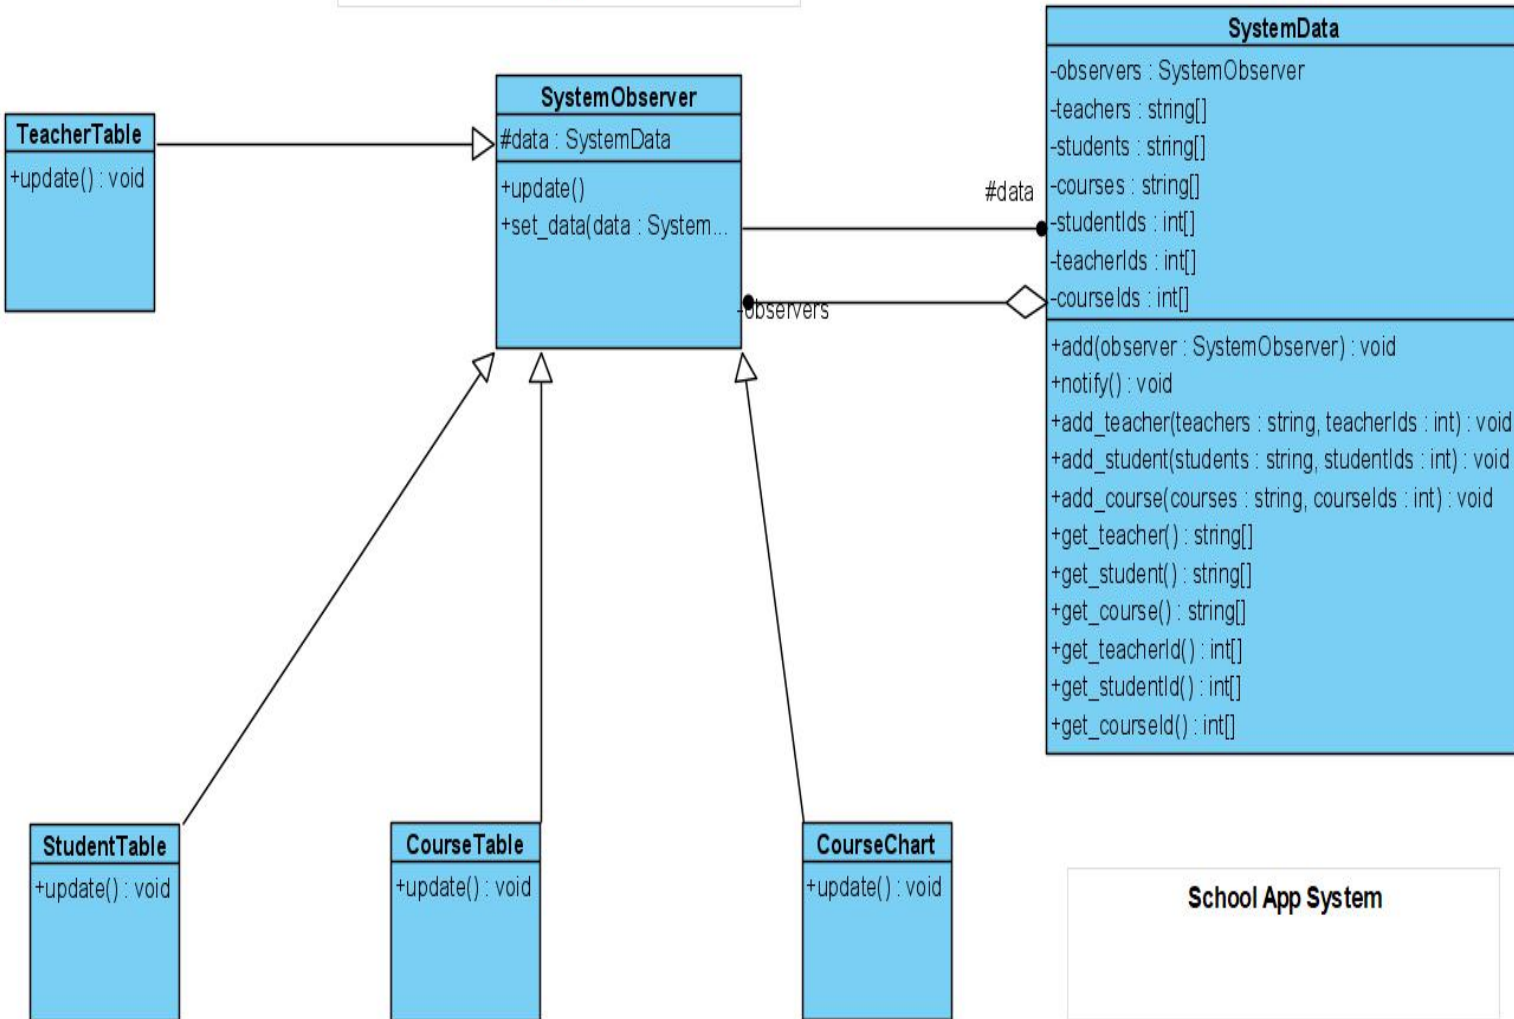 SystemData
-observers : SystemObserver
-teachers : string[]
-students : string[]
-courses : string[]
-studentIds : int[]
-teacherIds : int[]
-courseIds : int[]
+add(observer : SystemObserver) : void
+notify() : void
+add_teacher(teachers : string, teacherIds : int) : void
+add_student(students : string, studentIds : int) : void
+add_course(courses : string, courseIds : int) : void
+get_teacher() : string[]
+get_student() : string[]
+get_course() : string[]
+get_teacherId() : int[]
+get_studentId() : int[]
+get_courseId() : int[]
SystemObserver
#data : SystemData
+update()
+set_data(data : System...
TeacherTable
+update() : void
#data
-observers
StudentTable
+update() : void
CourseTable
+update() : void
CourseChart
+update() : void
School App System